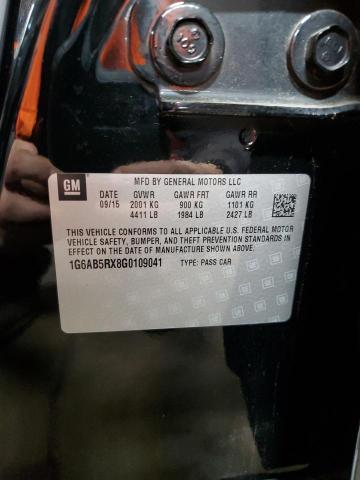 GM
MFD BY GENERAL MOTORS LLC
DATE GVWR GAWR FRT GAWR RR
09/15 2001 KG 900 KG 1101 KG
4411 LB 1984 LB 2427 LB
THIS VEHICLE CONFORMS TO ALL APPLICABLE U.S. FEDERAL MOTOR
VEHICLE SAFETY, BUMPER, AND THEFT PREVENTION STANDARDS
IN EFFECT ON THE DATE OF MANUFACTURE SHOWN ABOVE.
1G6AB5RX8G0109041 TYPE: PASS CAR